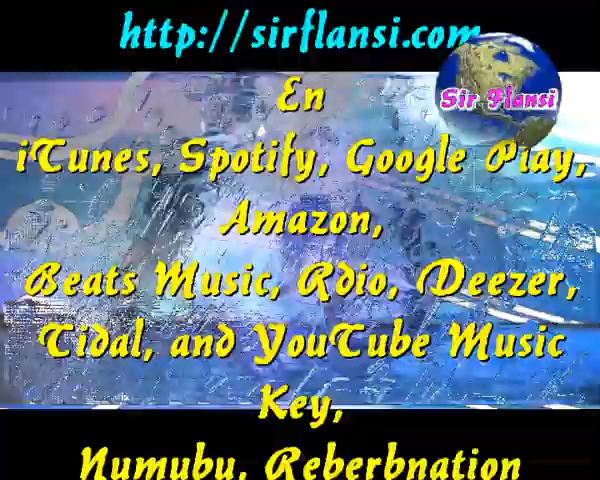 http://sirflansi.com
En
Sir Flansi
iTunes, Spotify, Google Play,
Amazon,
Beats Music, Rdio, Deezer,
Tidal, and YouTube Music
Key,
Numubu, Reberbnation